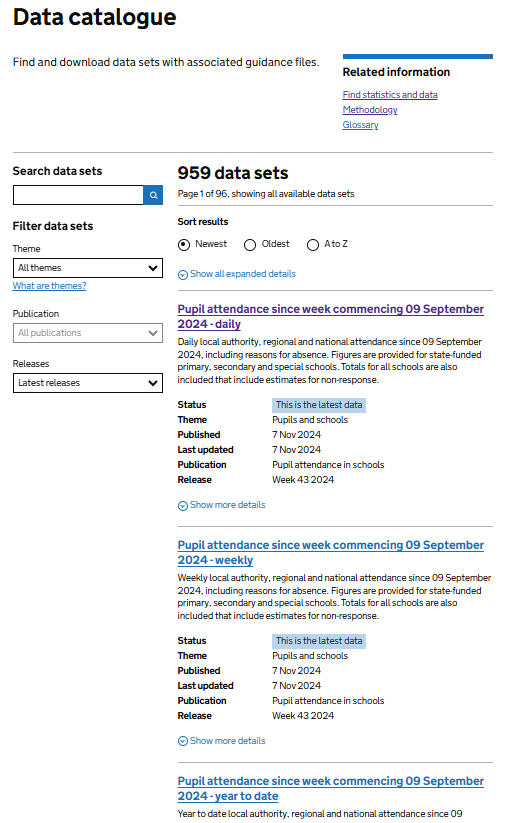 Data catalogue
Find and download data sets with associated guidance files.
Related information
Find statistics and data
Methodology
Glossary
Search data sets
Filter data sets
Theme
All themes
What are themes?
Publication
All publications
Releases
Latest releases
959 data sets
Page 1 of 96, showing all available data sets
Sort results
Newest Oldest A to Z
Show all expanded details
Pupil attendance since week commencing 09 September
2024 - daily
Daily local authority, regional and national attendance since 09 September
2024, including reasons for absence. Figures are provided for state-funded
primary, secondary and special schools. Totals for all schools are also
included that include estimates for non-response.
Status This is the latest data
Theme Pupils and schools
Published 7 Nov 2024
Last updated 7 Nov 2024
Publication Pupil attendance in schools
Release Week 43 2024
Show more details
Pupil attendance since week commencing 09 September
2024 - weekly
Weekly local authority, regional and national attendance since 09 September
2024, including reasons for absence. Figures are provided for state-funded
primary, secondary and special schools. Totals for all schools are also
included that include estimates for non-response.
Status This is the latest data
Theme Pupils and schools
Published 7 Nov 2024
Last updated 7 Nov 2024
Publication Pupil attendance in schools
Release Week 43 2024
Show more details
Pupil attendance since week commencing 09 September
2024 - year to date
Year to date local authority, regional and national attendance since 09